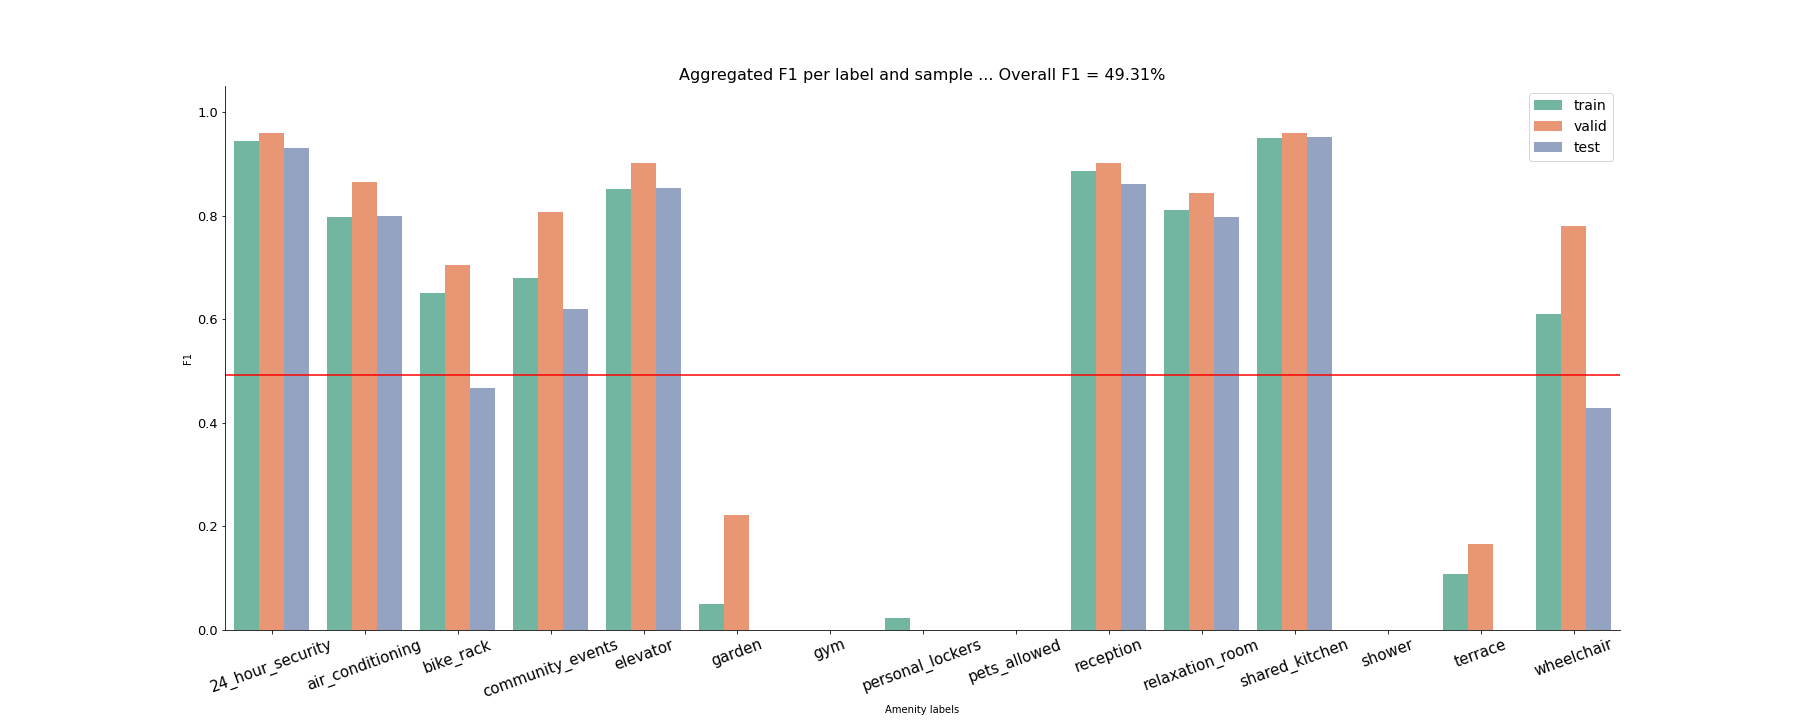 Aggregated F1 per label and sample ... Overall F1 = 49.31%
train
valid
test
1.0
0.8
0.6
0.4
0.2
0.0
F1
24_hour_security
air_conditioning
bike_rack
community_events
elevator
garden
gym
personal_lockers
pets_allowed
reception
relaxation_room
shared_kitchen
shower
terrace
wheelchair
Amenity labels